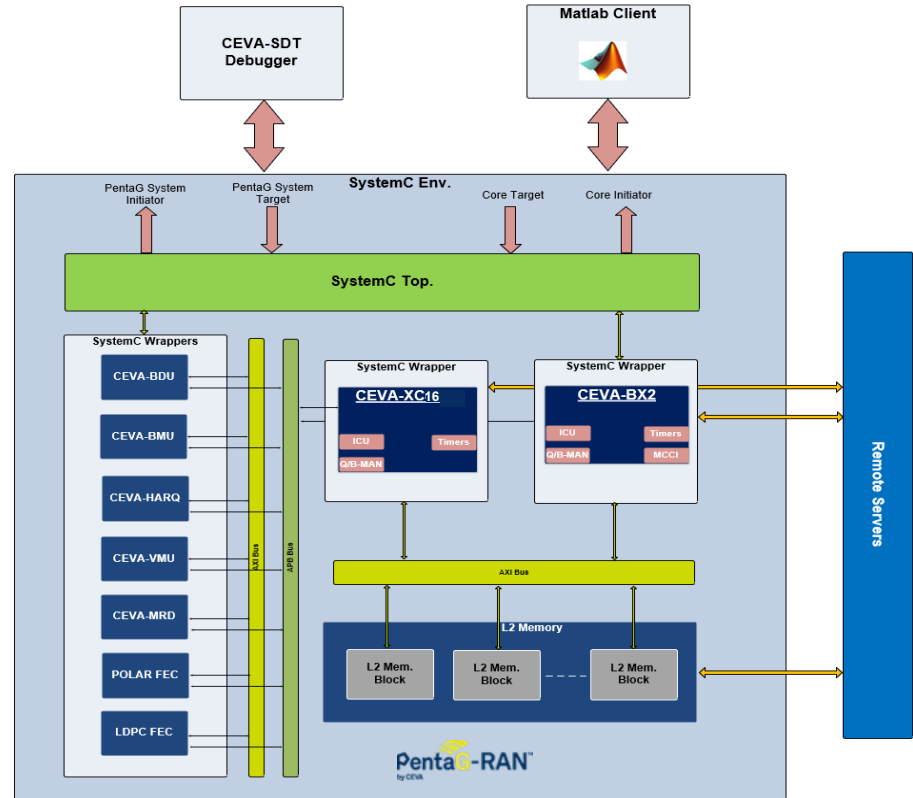 CEVA-SDT
Debugger
Matlab Client
SystemC Env.
PentaG System
Initiator
PentaG System
Target
Core Target
Core Initiator
SystemC Top.
SystemC Wrappers
CEVA-BDU
CEVA-BMU
CEVA-HARQ
CEVA-VMU
CEVA-MRD
POLAR FEC
LDPC FEC
AXI Bus
APB Bus
SystemC Wrapper
CEVA-XC16
ICU
Timers
Q/B-MAN
SystemC Wrapper
CEVA-BX2
ICU
Timers
Q/B-MAN
MCCI
AXI Bus
L2 Memory
L2 Mem.
Block
L2 Mem.
Block
L2 Mem.
Block
Remote Servers
PentaG-RAN™
by CEVA